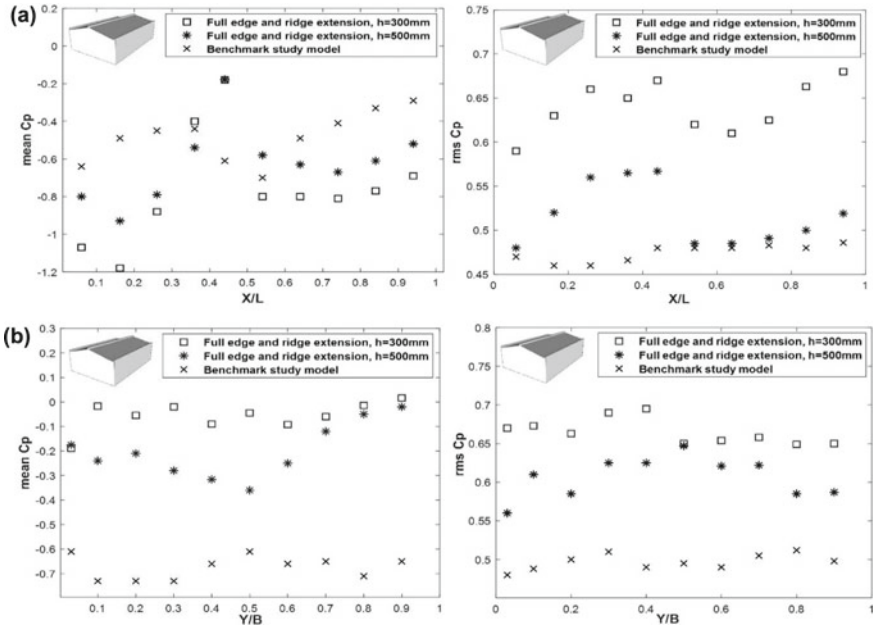 (a)
0.2
0
-0.2
-0.4
-0.6
-0.8
-1
-1.2
mean Cp
Full edge and ridge extension, h=300mm
Full edge and ridge extension, h=500mm
Benchmark study model
0.1 0.2 0.3 0.4 0.5 0.6 0.7 0.8 0.9 1
X/L
0.75
0.7
0.65
0.6
0.55
0.5
0.45
rms Cp
Full edge and ridge extension, h=300mm
Full edge and ridge extension, h=500mm
Benchmark study model
0 0.2 0.4 0.6 0.8 1
X/L
(b)
0.3
0.2
0.1
0
-0.1
-0.2
-0.3
-0.4
-0.5
-0.6
-0.7
mean Cp
Full edge and ridge extension, h=300mm
Full edge and ridge extension, h=500mm
Benchmark study model
0.1 0.2 0.3 0.4 0.5 0.6 0.7 0.8 0.9 1
Y/B
0.8
0.75
0.7
0.65
0.6
0.55
0.5
rms Cp
Full edge and ridge extension, h=300mm
Full edge and ridge extension, h=500mm
Benchmark study model
0 0.2 0.4 0.6 0.8 1
Y/B